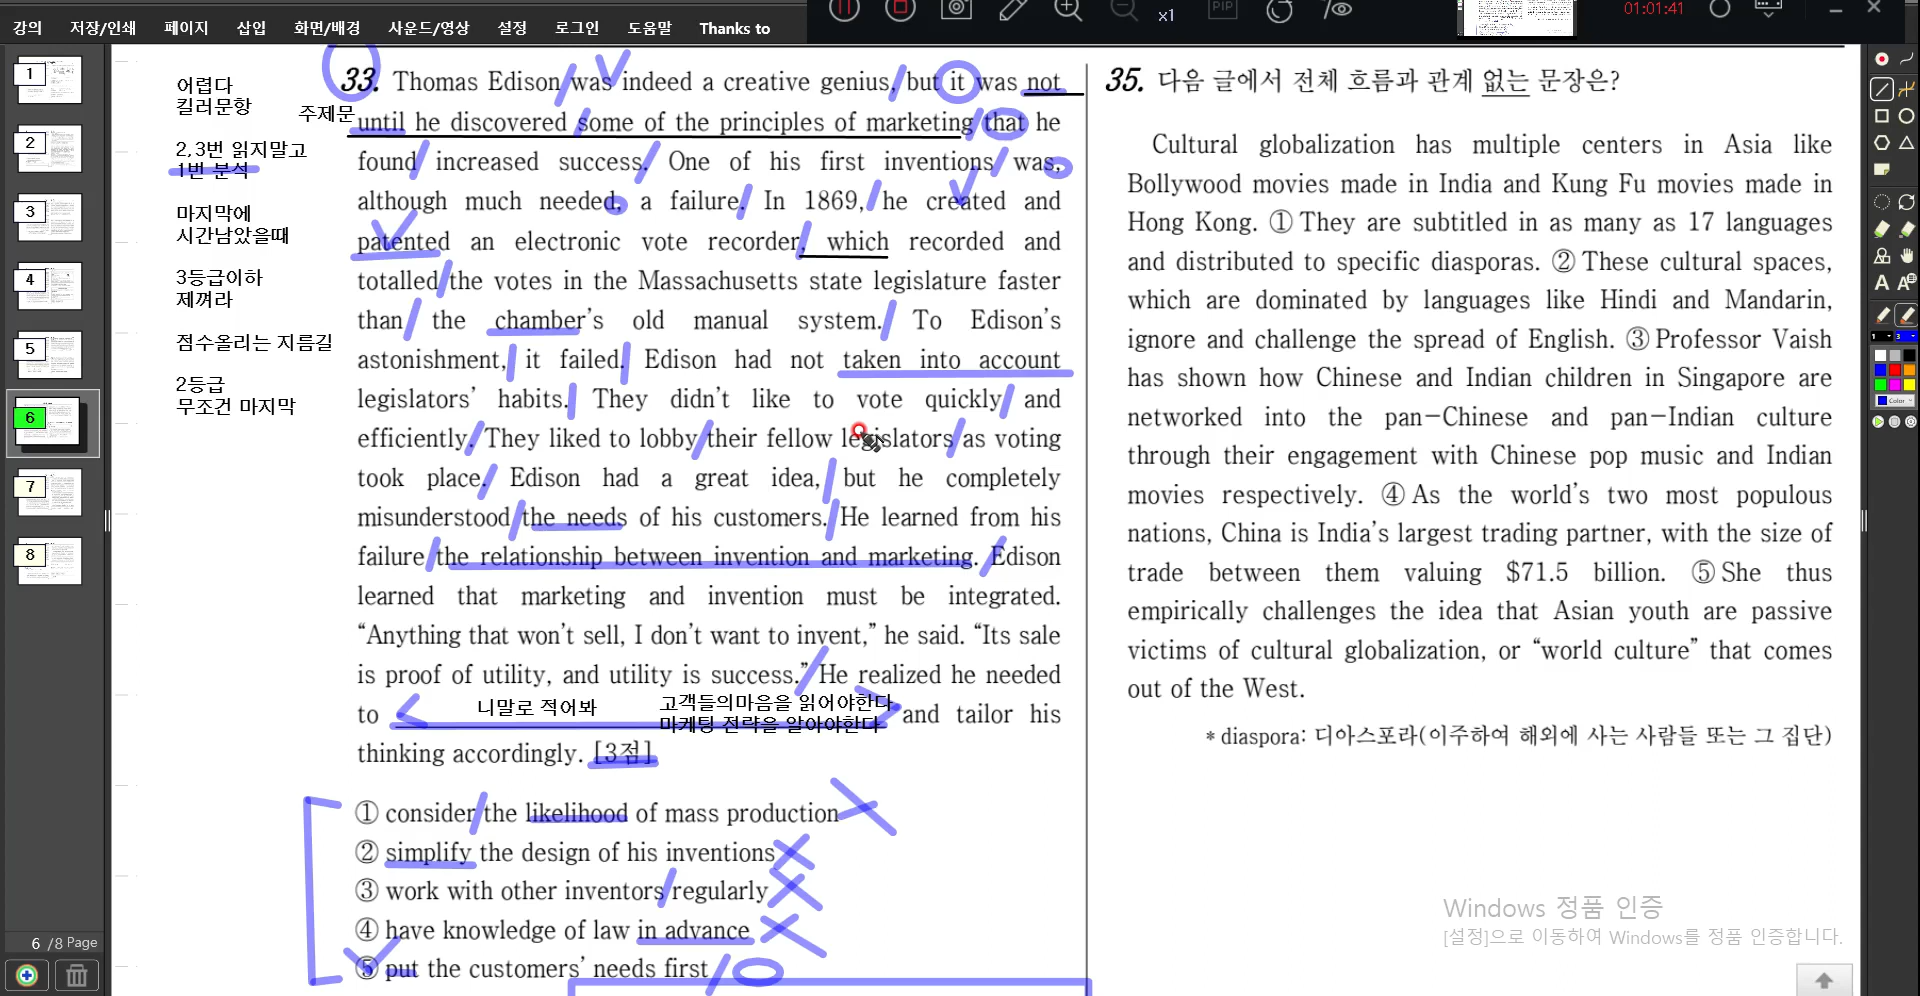 강의 저장/인쇄 페이지 삽입 화면/배경 사운드/영상 설정 로그인 도움말 Thanks to
x1
PIP
01:01:41
1
2
3
4
5
6
7
8
6 /8 Page
어렵다
킬러문항
2,3번 읽지말고
1번 분석
마지막에
시간남았을때
3등급이하
제껴라
점수올리는 지름길
2등급
무조건 마지막
주제문
33. Thomas Edison was indeed a creative genius, but it was not
until he discovered some of the principles of marketing that he
found increased success. One of his first inventions was,
although much needed, a failure. In 1869, he created and
patented an electronic vote recorder, which recorded and
totalled the votes in the Massachusetts state legislature faster
than the chamber's old manual system. To Edison's
astonishment, it failed. Edison had not taken into account
legislators' habits. They didn't like to vote quickly and
efficiently. They liked to lobby their fellow legislators as voting
took place. Edison had a great idea, but he completely
misunderstood the needs of his customers. He learned from his
failure the relationship between invention and marketing. Edison
learned that marketing and invention must be integrated.
“Anything that won't sell, I don't want to invent,” he said. “Its sale
is proof of utility, and utility is success.” He realized he needed
니말로 적어봐 고객들의마음을 읽어야한다
마케팅 전략을 알아야한다
to and tailor his
thinking accordingly. [3점]
① consider the likelihood of mass production
② simplify the design of his inventions
③ work with other inventors regularly
④ have knowledge of law in advance
⑤ put the customers' needs first
35. 다음 글에서 전체 흐름과 관계 없는 문장은?
Cultural globalization has multiple centers in Asia like
Bollywood movies made in India and Kung Fu movies made in
Hong Kong. ① They are subtitled in as many as 17 languages
and distributed to specific diasporas. ② These cultural spaces,
which are dominated by languages like Hindi and Mandarin,
ignore and challenge the spread of English. ③ Professor Vaish
has shown how Chinese and Indian children in Singapore are
networked into the pan-Chinese and pan-Indian culture
through their engagement with Chinese pop music and Indian
movies respectively. ④ As the world's two most populous
nations, China is India's largest trading partner, with the size of
trade between them valuing $71.5 billion. ⑤ She thus
empirically challenges the idea that Asian youth are passive
victims of cultural globalization, or “world culture” that comes
out of the West.
* diaspora: 디아스포라(이주하여 해외에 사는 사람들 또는 그 집단)
Windows 정품 인증
[설정]으로 이동하여 Windows를 정품 인증합니다.
Color